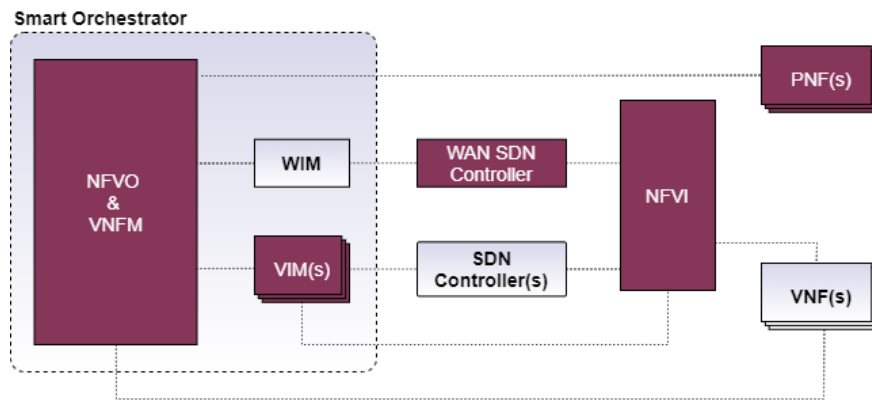 Smart Orchestrator
PNF(s)
WIM
WAN SDN
Controller
NFVO
&
VNFM
NFVI
VIM(s)
SDN
Controller(s)
VNF(s)